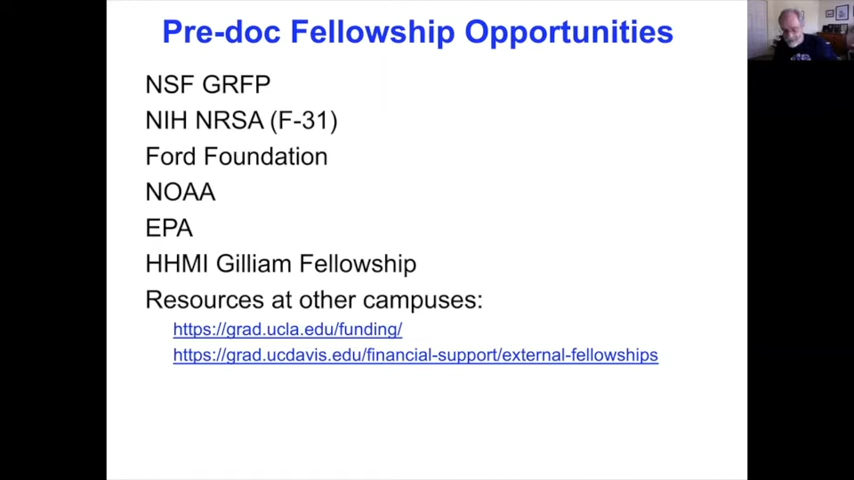 Pre-doc Fellowship Opportunities
NSF GRFP
NIH NRSA (F-31)
Ford Foundation
NOAA
EPA
HHMI Gilliam Fellowship
Resources at other campuses:
https://grad.ucla.edu/funding/
https://grad.ucdavis.edu/financial-support/external-fellowships